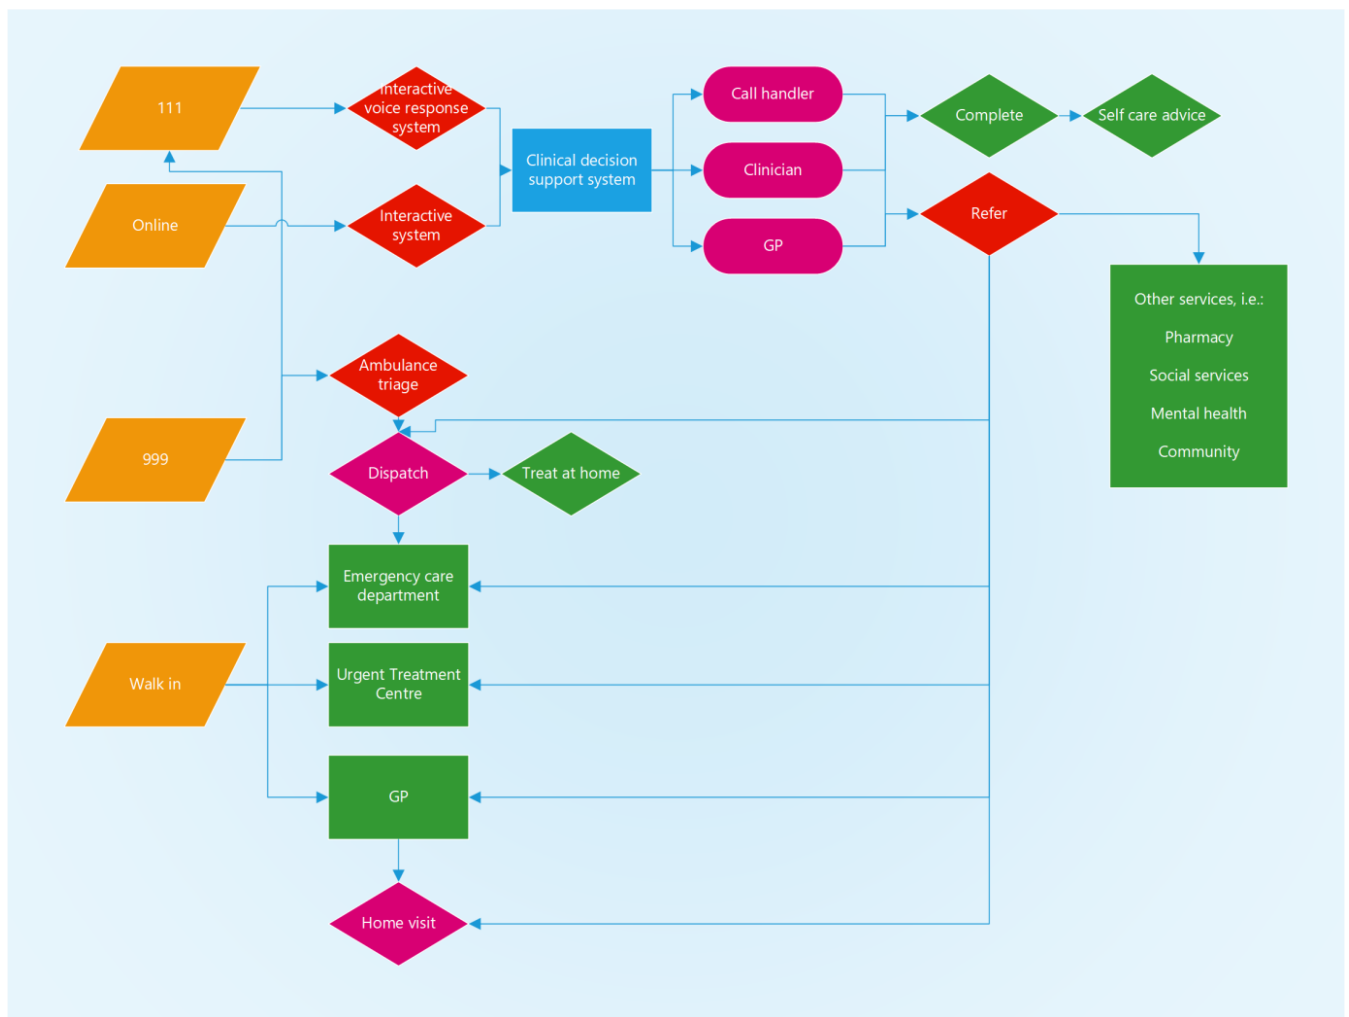 111
Interactive
voice response
system
Call handler
Complete
Self care advice
Clinical decision
support system
Clinician
Online
Interactive
system
GP
Refer
Other services, i.e.:
Pharmacy
Social services
Mental health
Community
Ambulance
triage
999
Dispatch
Treat at home
Emergency care
department
Walk in
Urgent Treatment
Centre
GP
Home visit